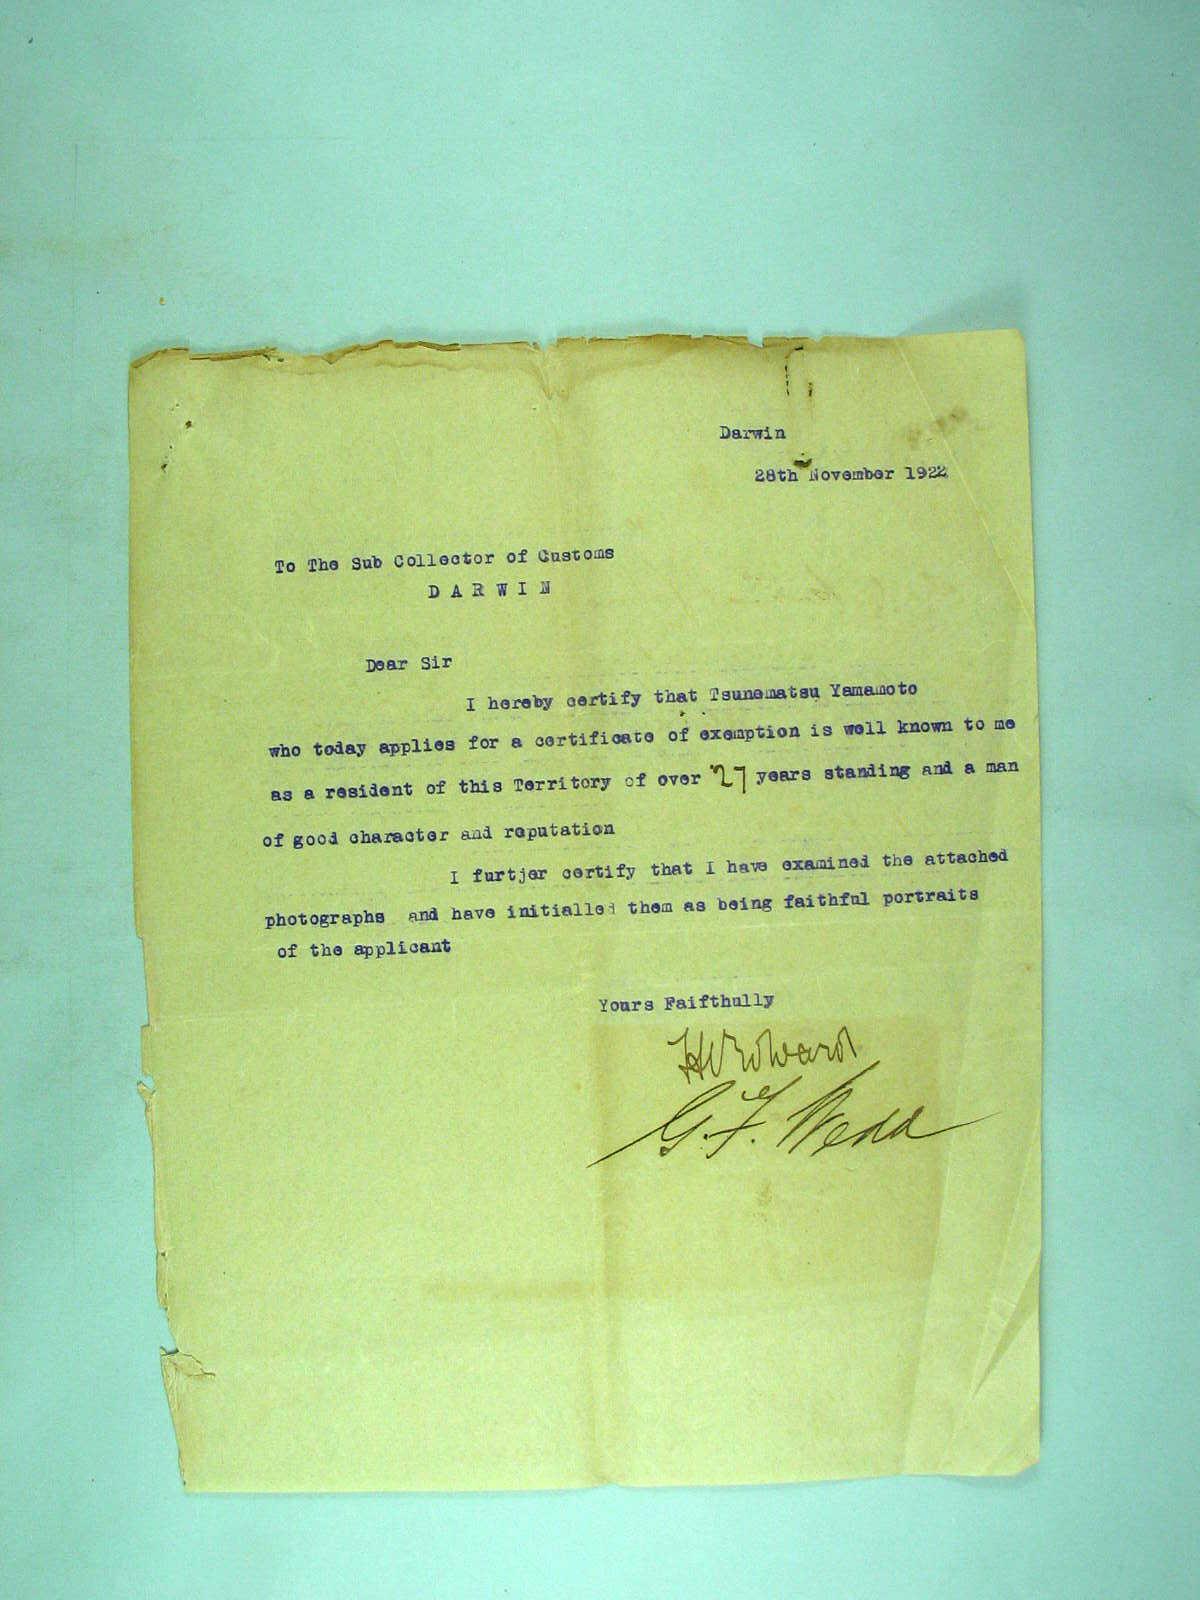 Darwin
28th November 1922
To The Sub Collector of Customs
D A R W I N
Dear Sir
I hereby certify that Tsunematsu Yamamoto
who today applies for a certificate of exemption is well known to me
as a resident of this Territory of over 27 years standing and a man
of good character and reputation
I furtjer certify that I have examined the attached
photographs and have initialled them as being faithful portraits
of the applicant
Yours Faifthully
G. F. Wedd